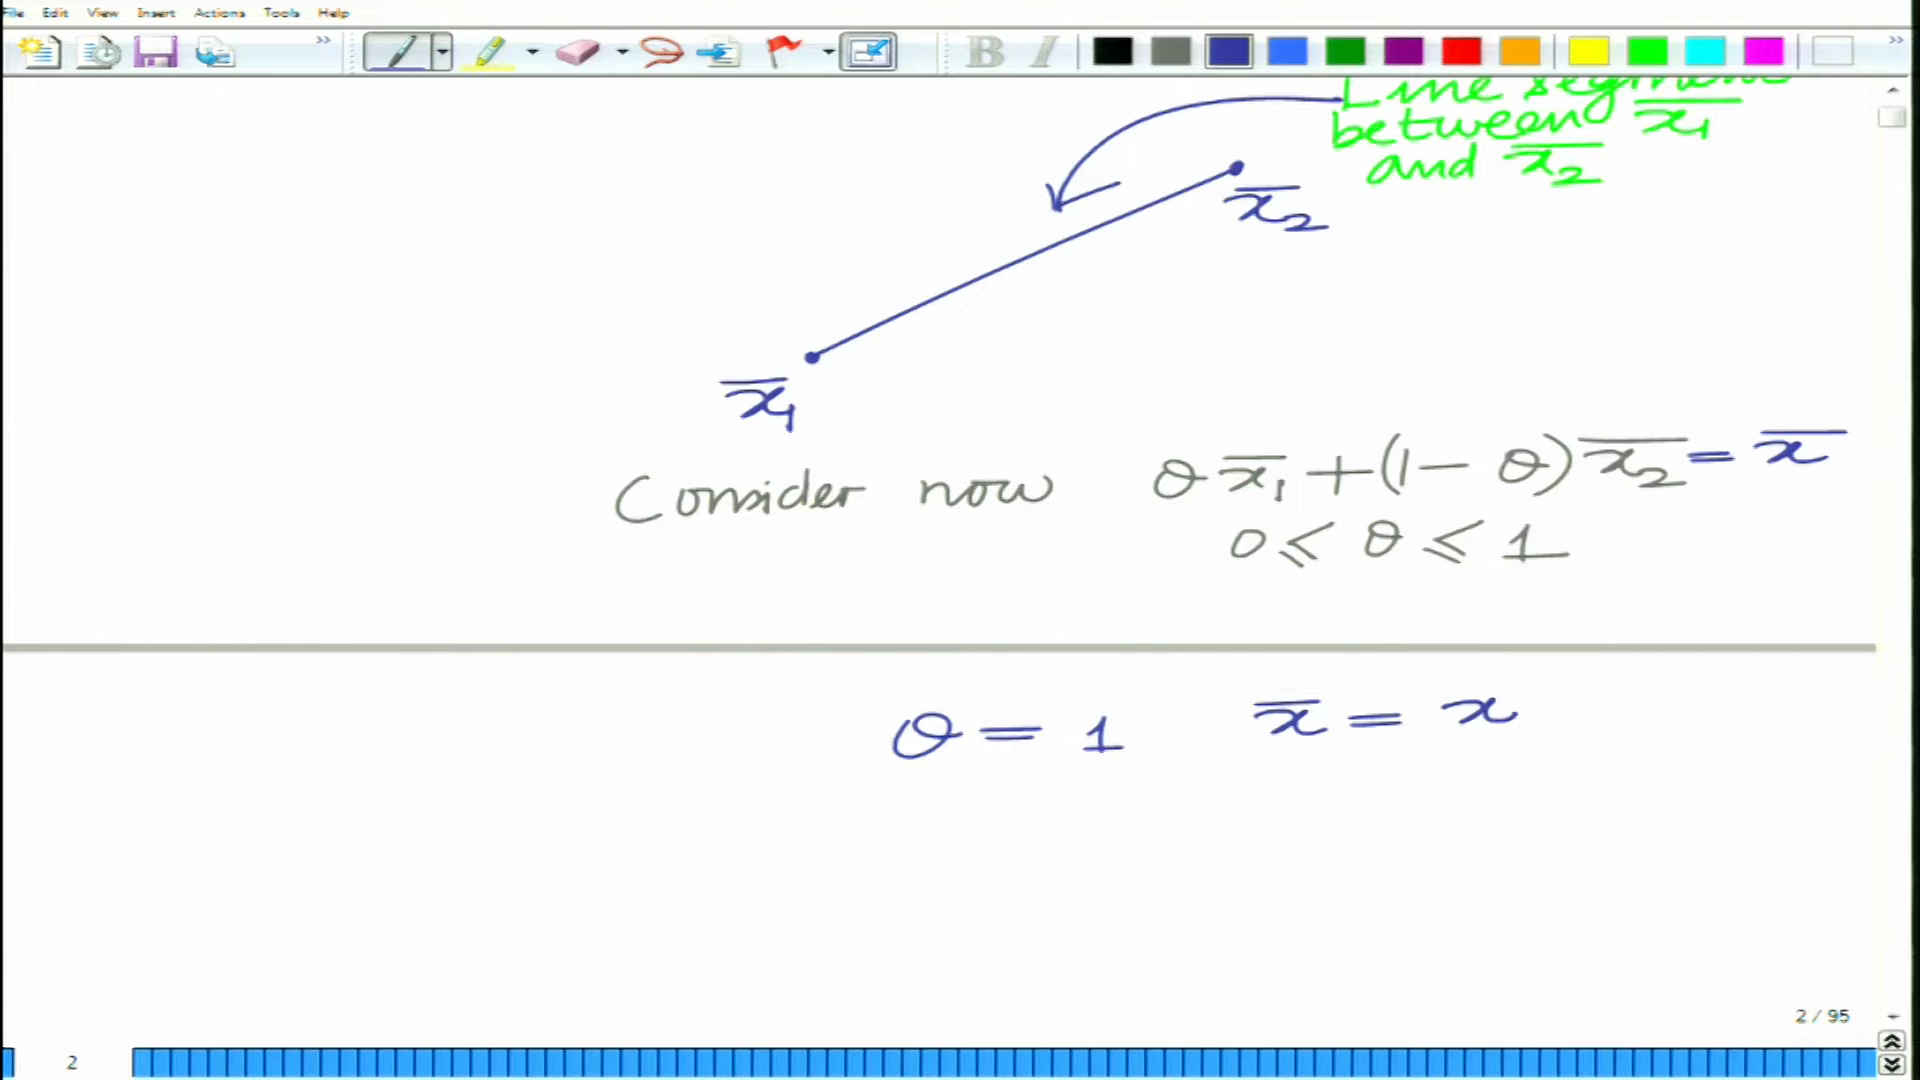 File Edit View Insert Actions Tools Help
B I
Line segment
between x̅₁
and x̅₂
x̅₂
x̅₁
Consider now θx̅₁ + (1 − θ)x̅₂ = x̅
0 ≤ θ ≤ 1
θ = 1 x̅ = x
2 / 95
2